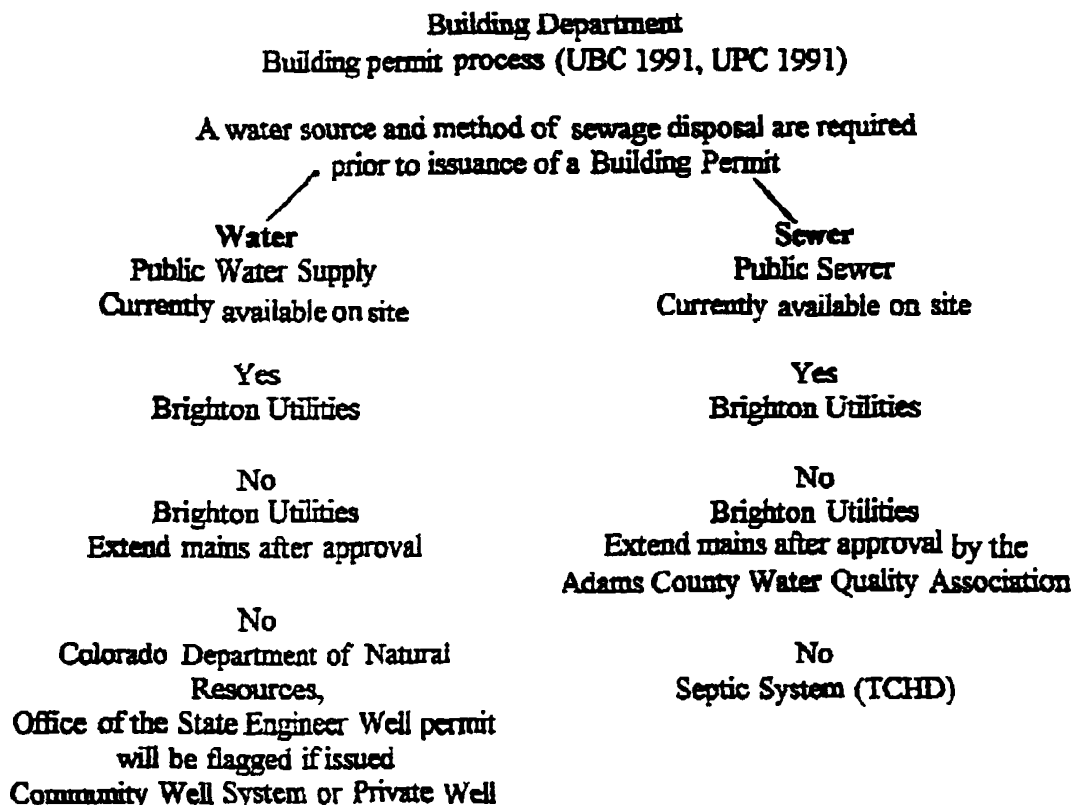 Building Department
Building permit process (UBC 1991, UPC 1991)
A water source and method of sewage disposal are required
prior to issuance of a Building Permit
Water
Public Water Supply
Currently available on site
Yes
Brighton Utilities
No
Brighton Utilities
Extend mains after approval
No
Colorado Department of Natural
Resources,
Office of the State Engineer Well permit
will be flagged if issued
Community Well System or Private Well
Sewer
Public Sewer
Currently available on site
Yes
Brighton Utilities
No
Brighton Utilities
Extend mains after approval by the
Adams County Water Quality Association
No
Septic System (TCHD)